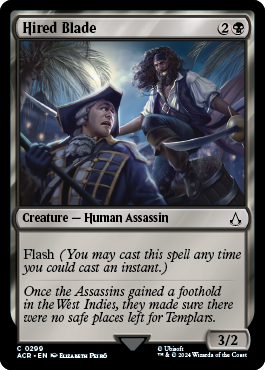 Hired Blade 2
Creature — Human Assassin
Flash (You may cast this spell any time
you could cast an instant.)
Once the Assassins gained a foothold
in the West Indies, they made sure there
were no safe places left for Templars.
3/2
C 0299
ACR • EN Elizabeth Peiró
© Ubisoft
™ & © 2024 Wizards of the Coast